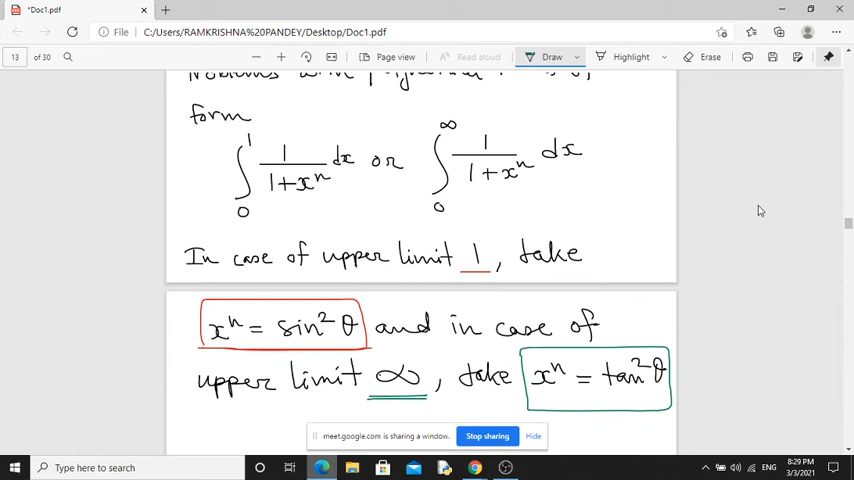 *Doc1.pdf
C:/Users/RAMKRISHNA%20PANDEY/Desktop/Doc1.pdf
13 of 30 Page view Read aloud Draw Highlight Erase
form
∫₀¹ 1/(1+xⁿ) dx or ∫₀^∞ 1/(1+xⁿ) dx
In case of upper limit 1, take
xⁿ = sin²θ and in case of
upper limit ∞, take xⁿ = tan²θ
meet.google.com is sharing a window. Stop sharing Hide
Type here to search
ENG
8:29 PM
3/3/2021